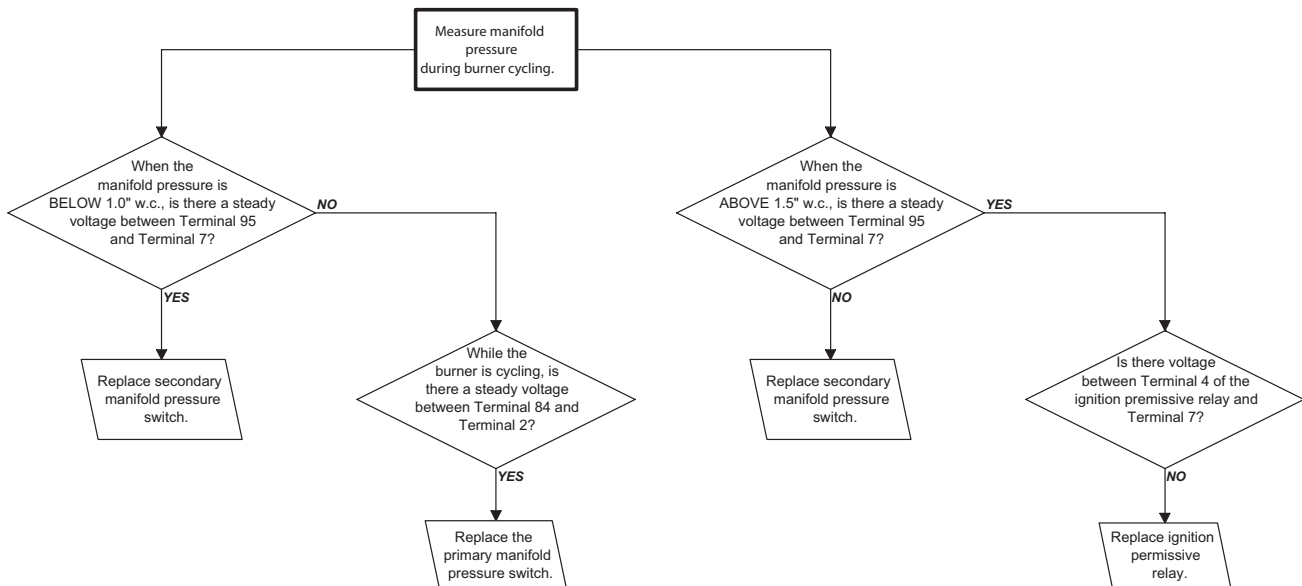 Measure manifold
pressure
during burner cycling.
When the
manifold pressure is
BELOW 1.0" w.c., is there a steady
voltage between Terminal 95
and Terminal 7?
NO
YES
Replace secondary
manifold pressure
switch.
While the
burner is cycling, is
there a steady voltage
between Terminal 84 and
Terminal 2?
YES
Replace the
primary manifold
pressure switch.
When the
manifold pressure is
ABOVE 1.5" w.c., is there a steady
voltage between Terminal 95
and Terminal 7?
YES
NO
Replace secondary
manifold pressure
switch.
Is there voltage
between Terminal 4 of the
ignition premissive relay and
Terminal 7?
NO
Replace ignition
permissive
relay.